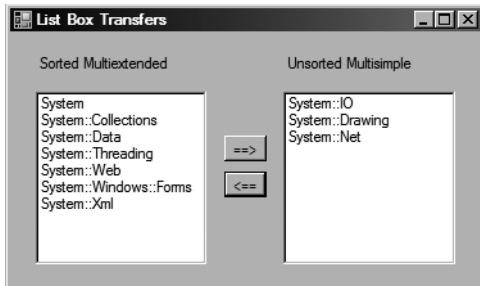 List Box Transfers
Sorted Multiextended
Unsorted Multisimple
System
System::Collections
System::Data
System::Threading
System::Web
System::Windows::Forms
System::Xml
==>
<==
System::IO
System::Drawing
System::Net